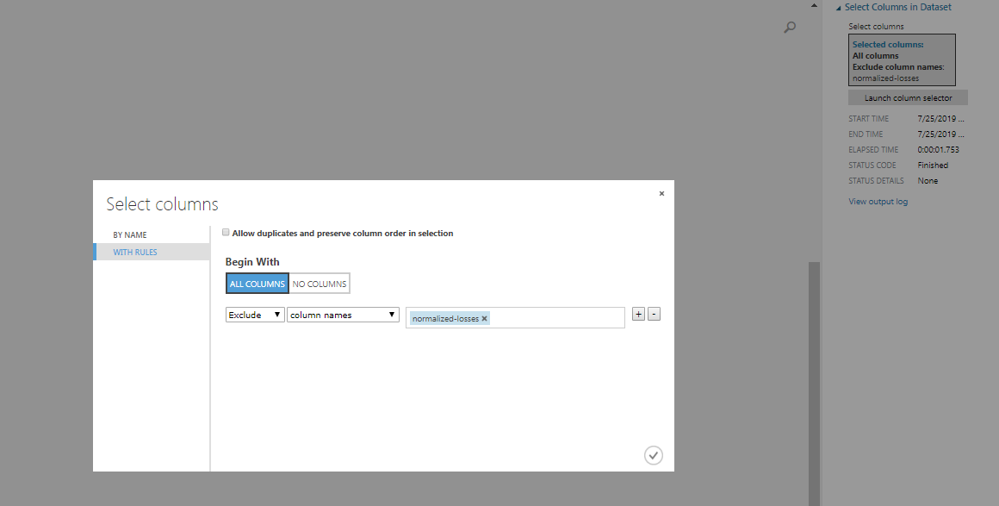 Select Columns in Dataset
Select columns
Selected columns:
All columns
Exclude column names:
normalized-losses
Launch column selector
START TIME 7/25/2019 ...
END TIME 7/25/2019 ...
ELAPSED TIME 0:00:01.753
STATUS CODE Finished
STATUS DETAILS None
View output log
Select columns
BY NAME
WITH RULES
Allow duplicates and preserve column order in selection
Begin With
ALL COLUMNS NO COLUMNS
Exclude column names normalized-losses × + -